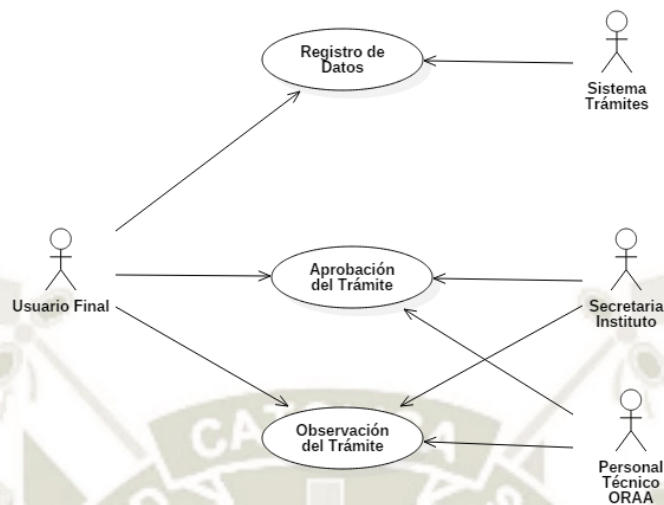 Registro de
Datos
Sistema
Trámites
Usuario Final
Aprobación
del Trámite
Secretaria
Instituto
Observación
del Trámite
Personal
Técnico
ORAA